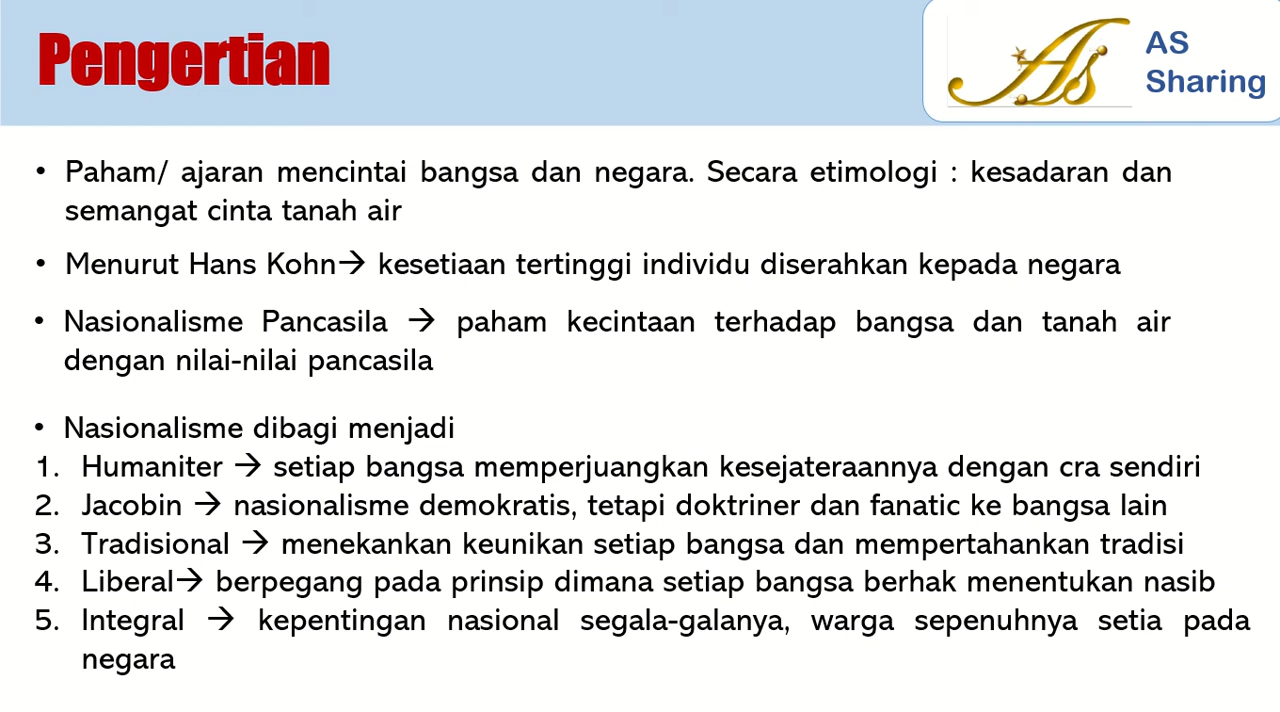 Pengertian
As
AS
Sharing
• Paham/ ajaran mencintai bangsa dan negara. Secara etimologi : kesadaran dan
semangat cinta tanah air
• Menurut Hans Kohn→ kesetiaan tertinggi individu diserahkan kepada negara
• Nasionalisme Pancasila → paham kecintaan terhadap bangsa dan tanah air
dengan nilai-nilai pancasila
• Nasionalisme dibagi menjadi
1. Humaniter → setiap bangsa memperjuangkan kesejateraannya dengan cra sendiri
2. Jacobin → nasionalisme demokratis, tetapi doktriner dan fanatic ke bangsa lain
3. Tradisional → menekankan keunikan setiap bangsa dan mempertahankan tradisi
4. Liberal→ berpegang pada prinsip dimana setiap bangsa berhak menentukan nasib
5. Integral → kepentingan nasional segala-galanya, warga sepenuhnya setia pada
negara